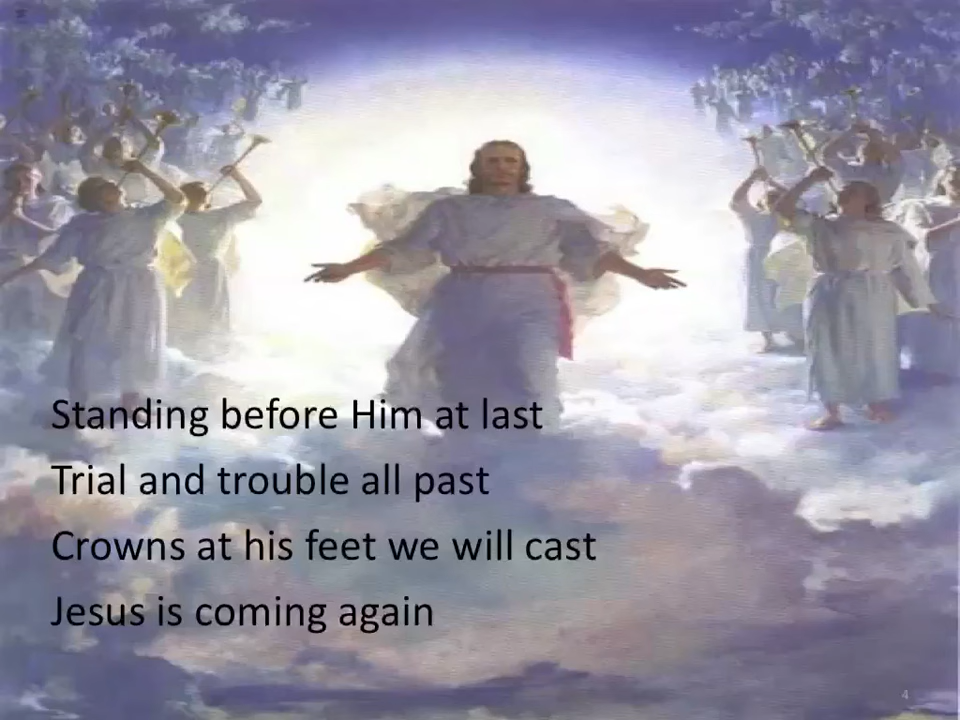 Standing before Him at last
Trial and trouble all past
Crowns at his feet we will cast
Jesus is coming again
4